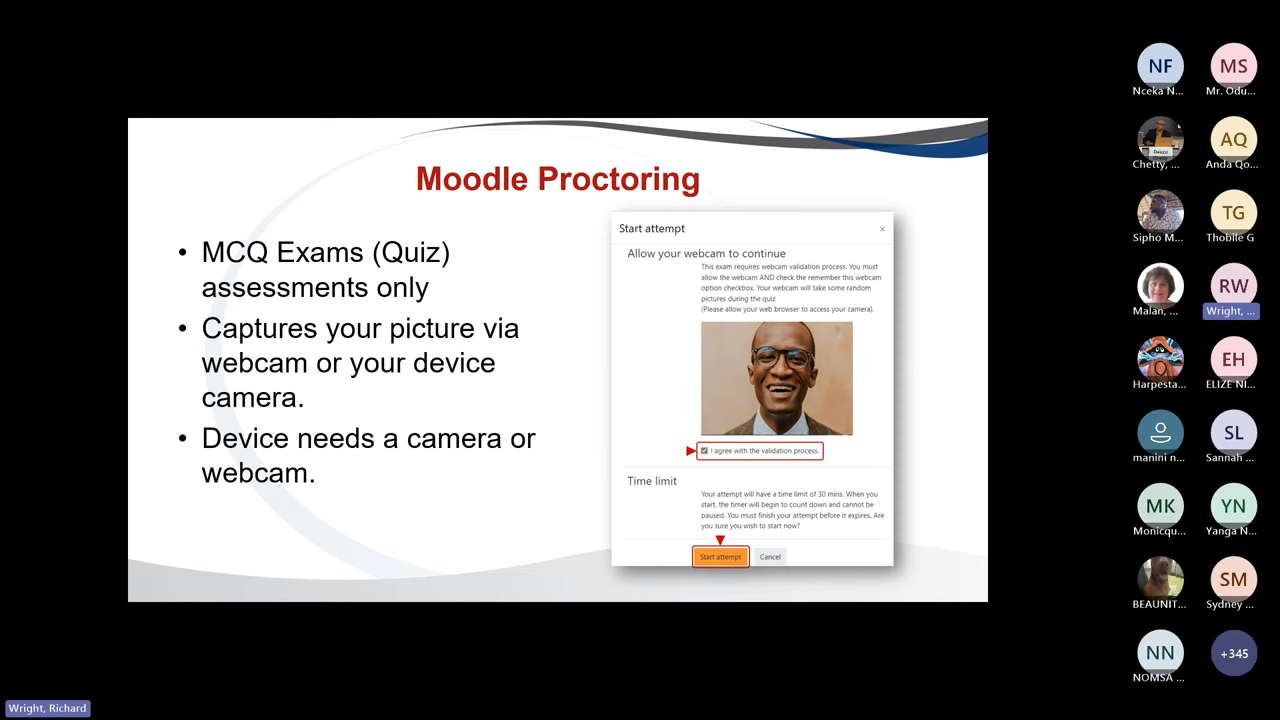 Moodle Proctoring
• MCQ Exams (Quiz)
assessments only
• Captures your picture via
webcam or your device
camera.
• Device needs a camera or
webcam.
Start attempt
×
Allow your webcam to continue
This exam requires webcam validation process. You must
allow the webcam AND check the remember this webcam
option checkbox. Your webcam will take some random
pictures during the quiz
(Please allow your web browser to access your camera).
I agree with the validation process.
Time limit
Your attempt will have a time limit of 30 mins. When you
start, the timer will begin to count down and cannot be
paused. You must finish your attempt before it expires. Are
you sure you wish to start now?
Start attempt
Cancel
NF
Nceka N...
MS
Mr. Odu...
Chetty, ...
AQ
Anda Qo...
Sipho M...
TG
Thobile G
Malan, ...
RW
Wright, ...
Harpesta...
EH
ELIZE NI...
manini n...
SL
Sannah ...
MK
Monicqu...
YN
Yanga N...
BEAUNIT...
SM
Sydney ...
NN
NOMSA ...
+345
Wright, Richard